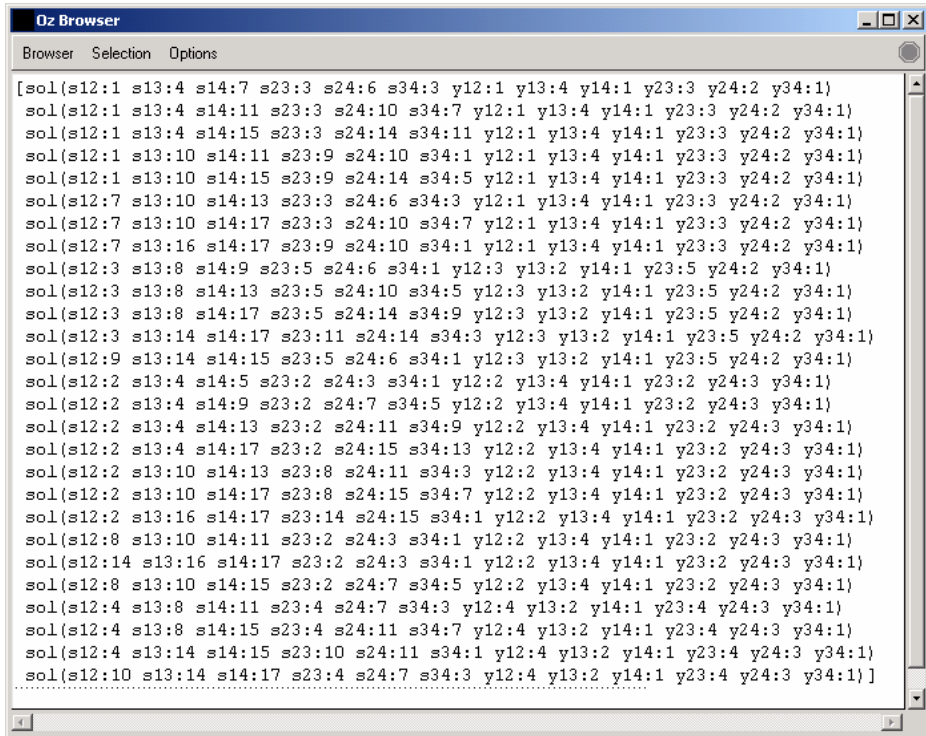 Oz Browser
Browser Selection Options
[sol(s12:1 s13:4 s14:7 s23:3 s24:6 s34:3 y12:1 y13:4 y14:1 y23:3 y24:2 y34:1)
sol(s12:1 s13:4 s14:11 s23:3 s24:10 s34:7 y12:1 y13:4 y14:1 y23:3 y24:2 y34:1)
sol(s12:1 s13:4 s14:15 s23:3 s24:14 s34:11 y12:1 y13:4 y14:1 y23:3 y24:2 y34:1)
sol(s12:1 s13:10 s14:11 s23:9 s24:10 s34:1 y12:1 y13:4 y14:1 y23:3 y24:2 y34:1)
sol(s12:1 s13:10 s14:15 s23:9 s24:14 s34:5 y12:1 y13:4 y14:1 y23:3 y24:2 y34:1)
sol(s12:7 s13:10 s14:13 s23:3 s24:6 s34:3 y12:1 y13:4 y14:1 y23:3 y24:2 y34:1)
sol(s12:7 s13:10 s14:17 s23:3 s24:10 s34:7 y12:1 y13:4 y14:1 y23:3 y24:2 y34:1)
sol(s12:7 s13:16 s14:17 s23:9 s24:10 s34:1 y12:1 y13:4 y14:1 y23:3 y24:2 y34:1)
sol(s12:3 s13:8 s14:9 s23:5 s24:6 s34:1 y12:3 y13:2 y14:1 y23:5 y24:2 y34:1)
sol(s12:3 s13:8 s14:13 s23:5 s24:10 s34:5 y12:3 y13:2 y14:1 y23:5 y24:2 y34:1)
sol(s12:3 s13:8 s14:17 s23:5 s24:14 s34:9 y12:3 y13:2 y14:1 y23:5 y24:2 y34:1)
sol(s12:3 s13:14 s14:17 s23:11 s24:14 s34:3 y12:3 y13:2 y14:1 y23:5 y24:2 y34:1)
sol(s12:9 s13:14 s14:15 s23:5 s24:6 s34:1 y12:3 y13:2 y14:1 y23:5 y24:2 y34:1)
sol(s12:2 s13:4 s14:5 s23:2 s24:3 s34:1 y12:2 y13:4 y14:1 y23:2 y24:3 y34:1)
sol(s12:2 s13:4 s14:9 s23:2 s24:7 s34:5 y12:2 y13:4 y14:1 y23:2 y24:3 y34:1)
sol(s12:2 s13:4 s14:13 s23:2 s24:11 s34:9 y12:2 y13:4 y14:1 y23:2 y24:3 y34:1)
sol(s12:2 s13:4 s14:17 s23:2 s24:15 s34:13 y12:2 y13:4 y14:1 y23:2 y24:3 y34:1)
sol(s12:2 s13:10 s14:13 s23:8 s24:11 s34:3 y12:2 y13:4 y14:1 y23:2 y24:3 y34:1)
sol(s12:2 s13:10 s14:17 s23:8 s24:15 s34:7 y12:2 y13:4 y14:1 y23:2 y24:3 y34:1)
sol(s12:2 s13:16 s14:17 s23:14 s24:15 s34:1 y12:2 y13:4 y14:1 y23:2 y24:3 y34:1)
sol(s12:8 s13:10 s14:11 s23:2 s24:3 s34:1 y12:2 y13:4 y14:1 y23:2 y24:3 y34:1)
sol(s12:14 s13:16 s14:17 s23:2 s24:3 s34:1 y12:2 y13:4 y14:1 y23:2 y24:3 y34:1)
sol(s12:8 s13:10 s14:15 s23:2 s24:7 s34:5 y12:2 y13:4 y14:1 y23:2 y24:3 y34:1)
sol(s12:4 s13:8 s14:11 s23:4 s24:7 s34:3 y12:4 y13:2 y14:1 y23:4 y24:3 y34:1)
sol(s12:4 s13:8 s14:15 s23:4 s24:11 s34:7 y12:4 y13:2 y14:1 y23:4 y24:3 y34:1)
sol(s12:4 s13:14 s14:15 s23:10 s24:11 s34:1 y12:4 y13:2 y14:1 y23:4 y24:3 y34:1)
sol(s12:10 s13:14 s14:17 s23:4 s24:7 s34:3 y12:4 y13:2 y14:1 y23:4 y24:3 y34:1)]